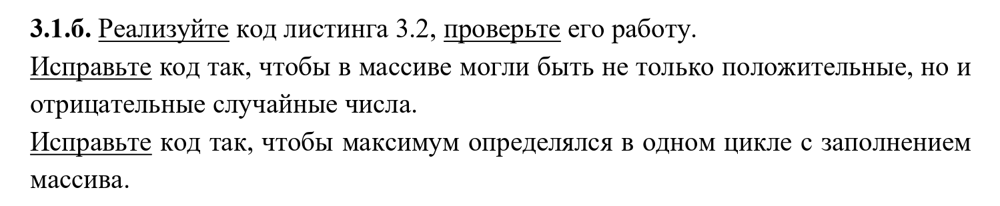 3.1.б. Реализуйте код листинга 3.2, проверьте его работу.
Исправьте код так, чтобы в массиве могли быть не только положительные, но и
отрицательные случайные числа.
Исправьте код так, чтобы максимум определялся в одном цикле с заполнением
массива.